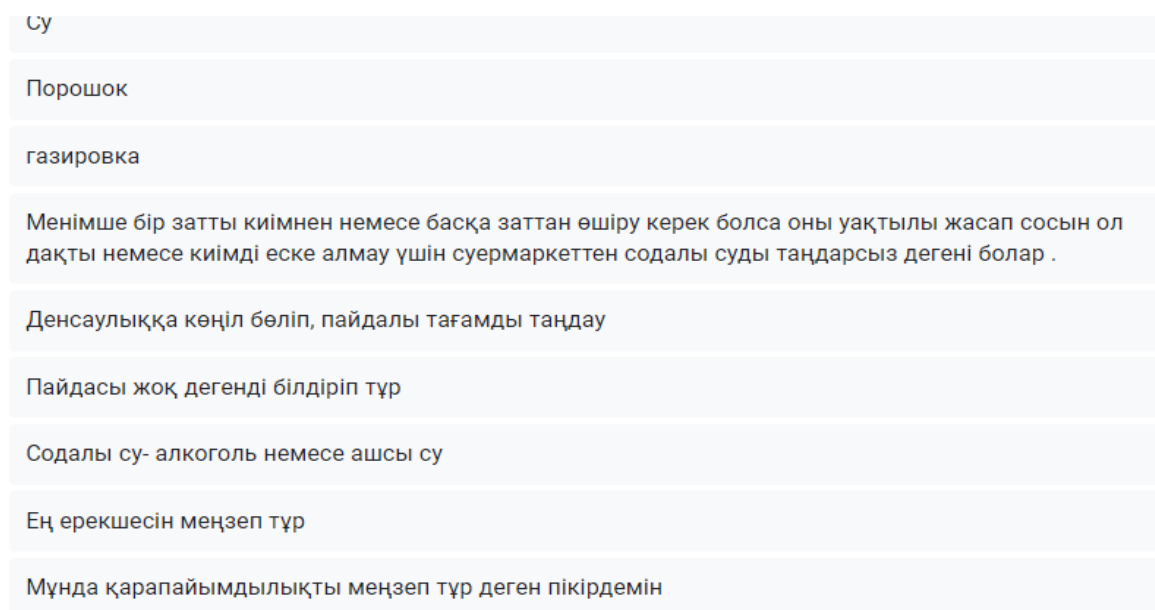 Су
Порошок
газировка
Менімше бір затты киімнен немесе басқа заттан өшіру керек болса оны уақтылы жасап сосын ол
дақты немесе киімді еске алмау үшін суермаркеттен содалы суды таңдарсыз дегені болар .
Денсаулыққа көңіл бөліп, пайдалы тағамды таңдау
Пайдасы жоқ дегенді білдіріп тұр
Содалы су- алкоголь немесе ашсы су
Ең ерекшесін меңзеп тұр
Мұнда қарапайымдылықты меңзеп тұр деген пікірдемін